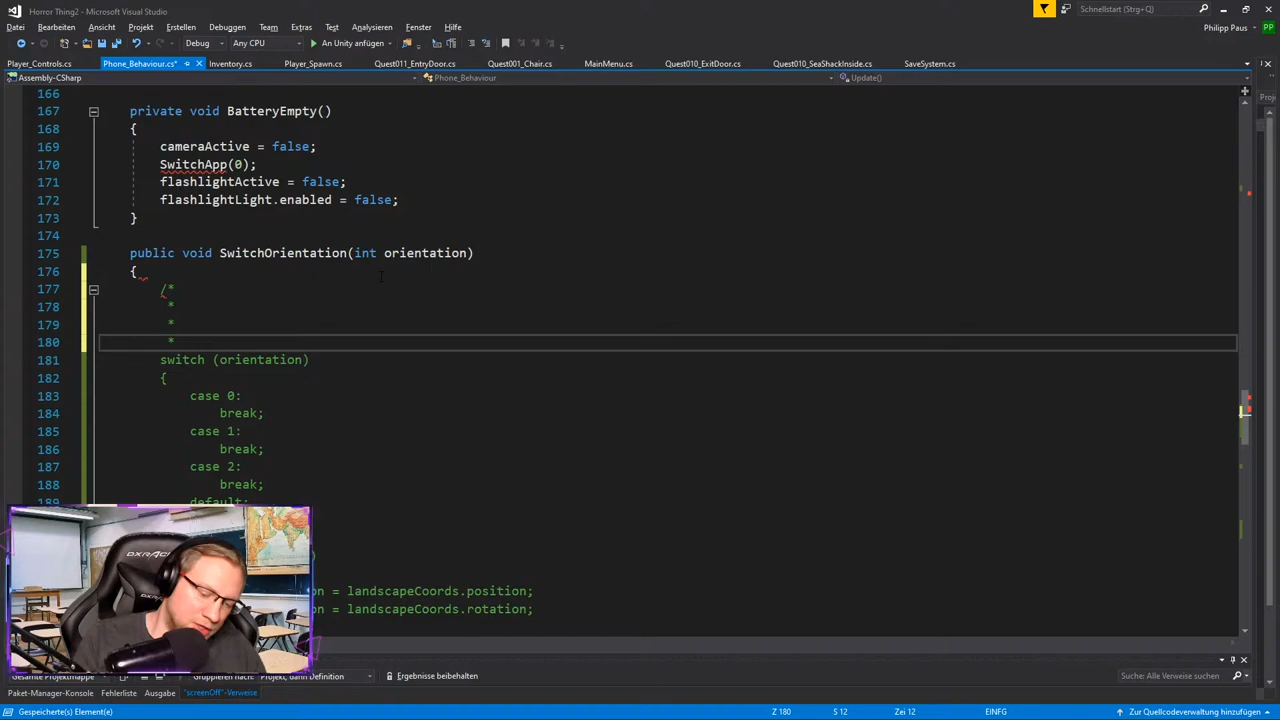 Horror Thing2 - Microsoft Visual Studio
Schnellstart (Strg+Q)
Datei Bearbeiten Ansicht Projekt Erstellen Debuggen Team Extras Test Analysieren Fenster Hilfe
Philipp Paus PP
Debug Any CPU An Unity anfügen
Player_Controls.cs Phone_Behaviour.cs* Inventory.cs Player_Spawn.cs Quest011_EntryDoor.cs Quest001_Chair.cs MainMenu.cs Quest010_ExitDoor.cs Quest010_SeaShackInside.cs SaveSystem.cs
Assembly-CSharp Phone_Behaviour Update()
Proj
166
167 private void BatteryEmpty()
168 {
169 cameraActive = false;
170 SwitchApp(0);
171 flashlightActive = false;
172 flashlightLight.enabled = false;
173 }
174
175 public void SwitchOrientation(int orientation)
176 {
177 /*
178 *
179 *
180 *
181 switch (orientation)
182 {
183 case 0:
184 break;
185 case 1:
186 break;
187 case 2:
188 break;
189 default:
)
on = landscapeCoords.position;
on = landscapeCoords.rotation;
DXRACER
Gesamte Projektmappe Gruppieren nach: Projekt, dann Definition Ergebnisse beibehalten Suche: Alle Verweise
Paket-Manager-Konsole Fehlerliste Ausgabe "screenOff"-Verweise
Gespeicherte(s) Element(e) Z 180 S 12 Zei 12 EINFG Zur Quellcodeverwaltung hinzufügen